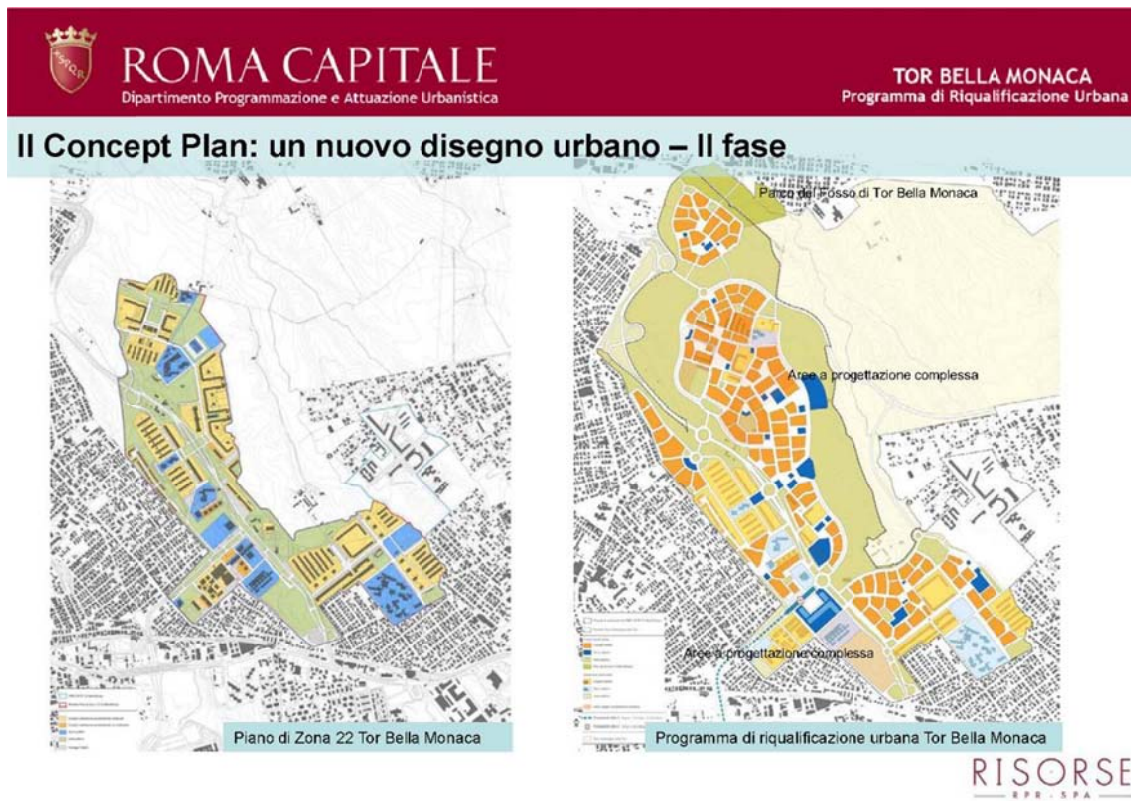 S.P.Q.R.
ROMA CAPITALE
Dipartimento Programmazione e Attuazione Urbanistica
TOR BELLA MONACA
Programma di Riqualificazione Urbana
Il Concept Plan: un nuovo disegno urbano – II fase
Parco del Fosso di Tor Bella Monaca
Aree a progettazione complessa
Aree a progettazione complessa
Piano di Zona 22 Tor Bella Monaca
Programma di riqualificazione urbana Tor Bella Monaca
RISORSE
RPR - SPA